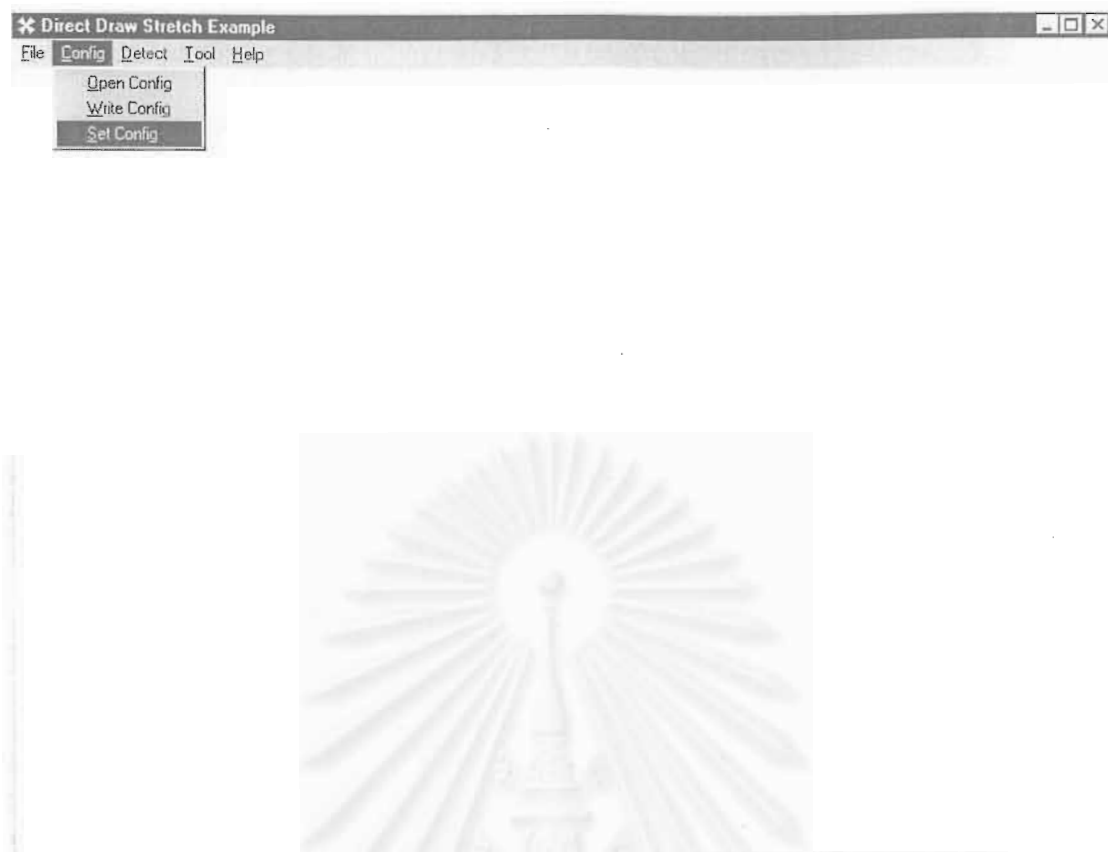 Direct Draw Stretch Example
File Config Detect Tool Help
Open Config
Write Config
Set Config